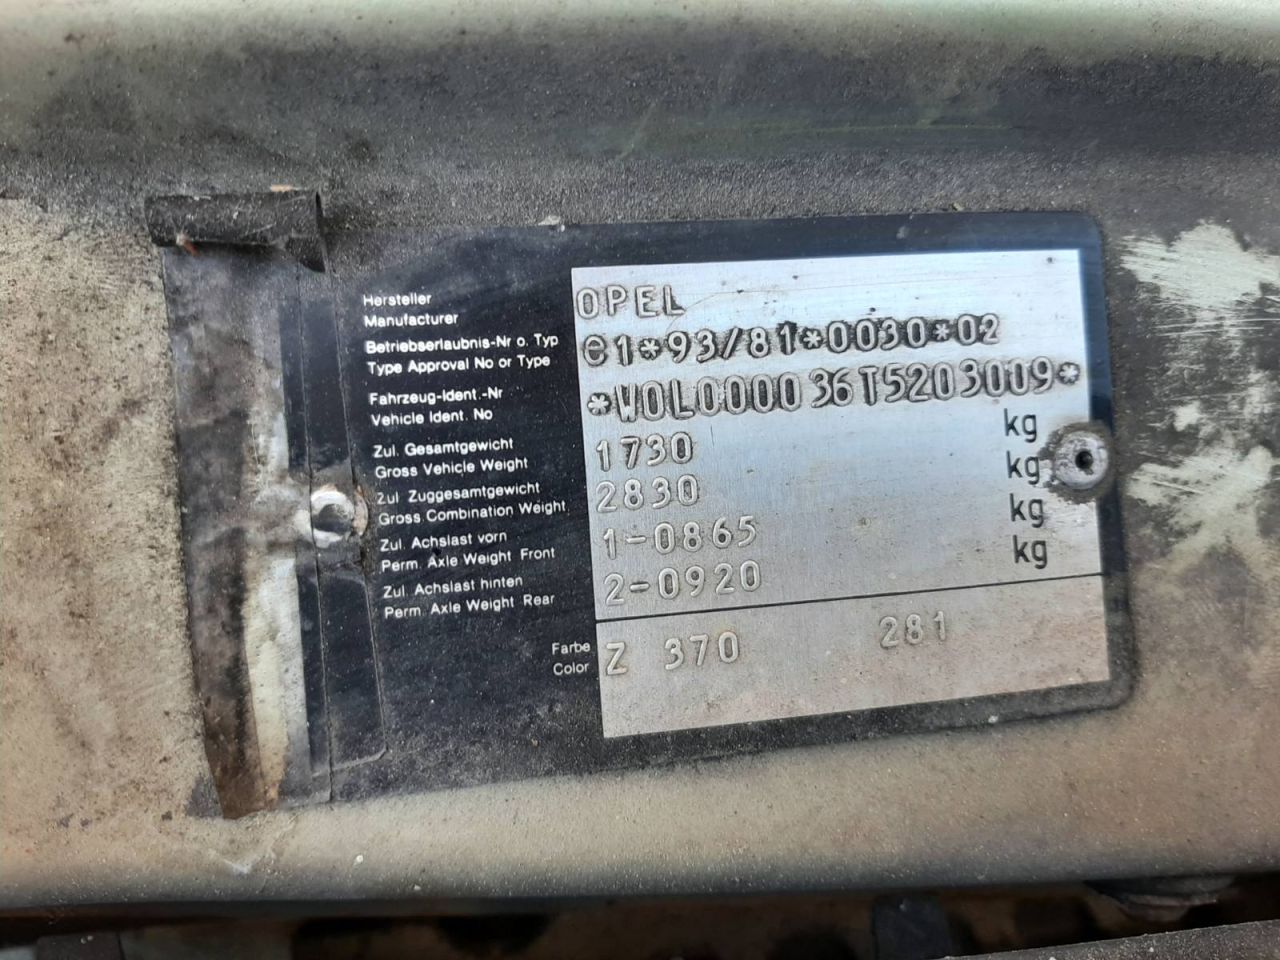 Hersteller
Manufacturer
OPEL
Betriebserlaubnis-Nr o. Typ
Type Approval No or Type
e1*93/81*0030*02
Fahrzeug-Ident.-Nr
Vehicle Ident. No
*W0L000036T5203009*
Zul. Gesamtgewicht
Gross Vehicle Weight
1730 kg
Zul Zuggesamtgewicht
Gross Combination Weight
2830 kg
Zul. Achslast vorn
Perm. Axle Weight Front
1-0865 kg
Zul. Achslast hinten
Perm. Axle Weight Rear
2-0920 kg
Farbe
Color
Z 370 281